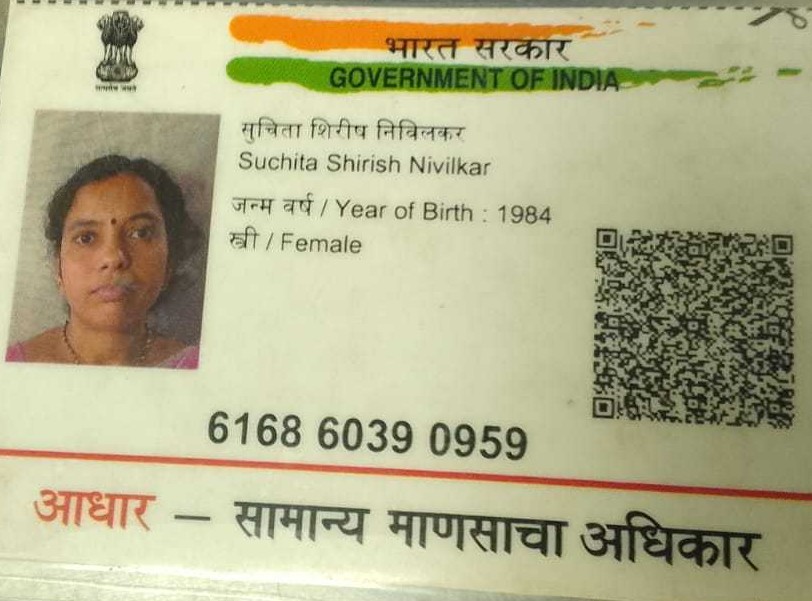 भारत सरकार
GOVERNMENT OF INDIA
सुचिता शिरीष निविलकर
Suchita Shirish Nivilkar
जन्म वर्ष / Year of Birth : 1984
स्त्री / Female
6168 6039 0959
आधार – सामान्य माणसाचा अधिकार